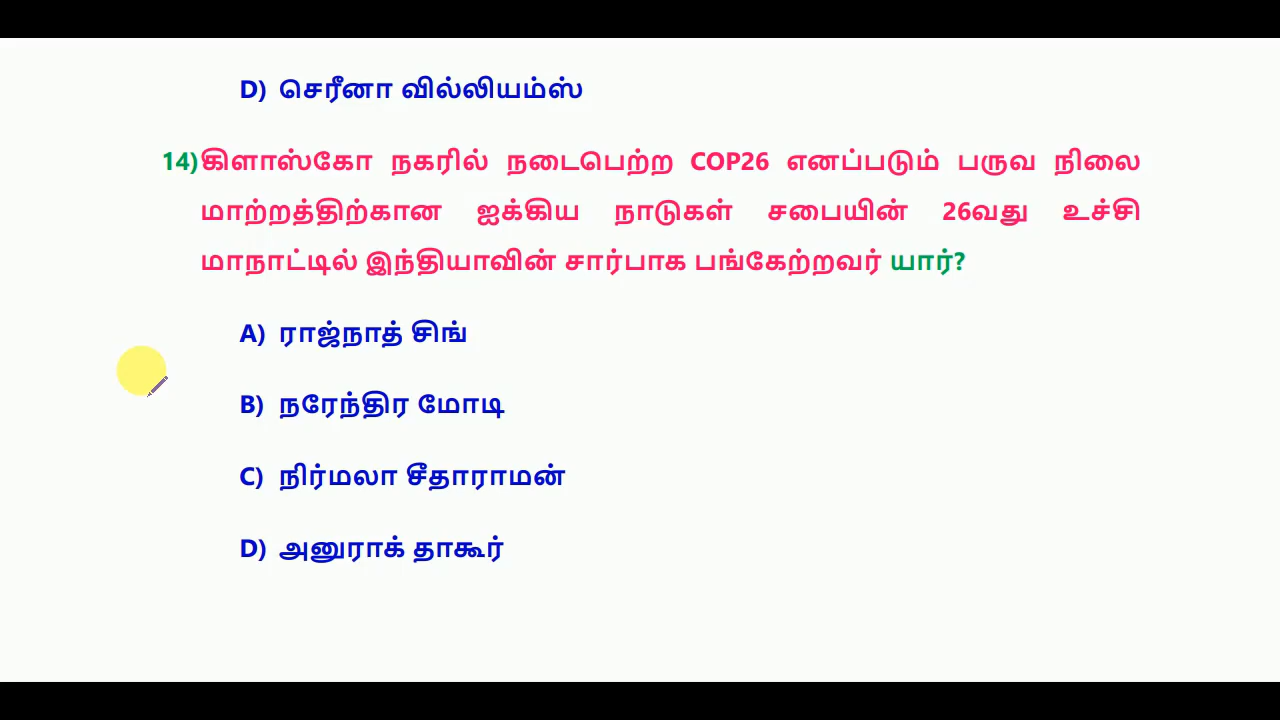 D) செரீனா வில்லியம்ஸ்
14)கிளாஸ்கோ நகரில் நடைபெற்ற COP26 எனப்படும் பருவ நிலை
மாற்றத்திற்கான ஐக்கிய நாடுகள் சபையின் 26வது உச்சி
மாநாட்டில் இந்தியாவின் சார்பாக பங்கேற்றவர் யார்?
A) ராஜ்நாத் சிங்
B) நரேந்திர மோடி
C) நிர்மலா சீதாராமன்
D) அனுராக் தாகூர்